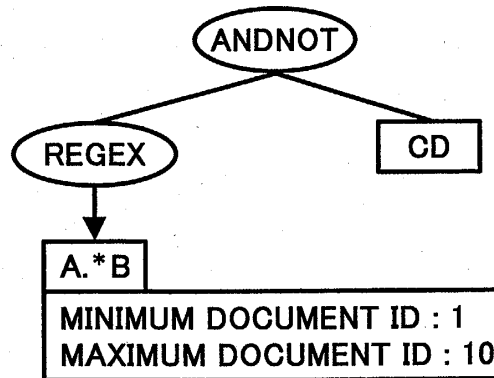 ANDNOT
REGEX
CD
A.*B
MINIMUM DOCUMENT ID : 1
MAXIMUM DOCUMENT ID : 10